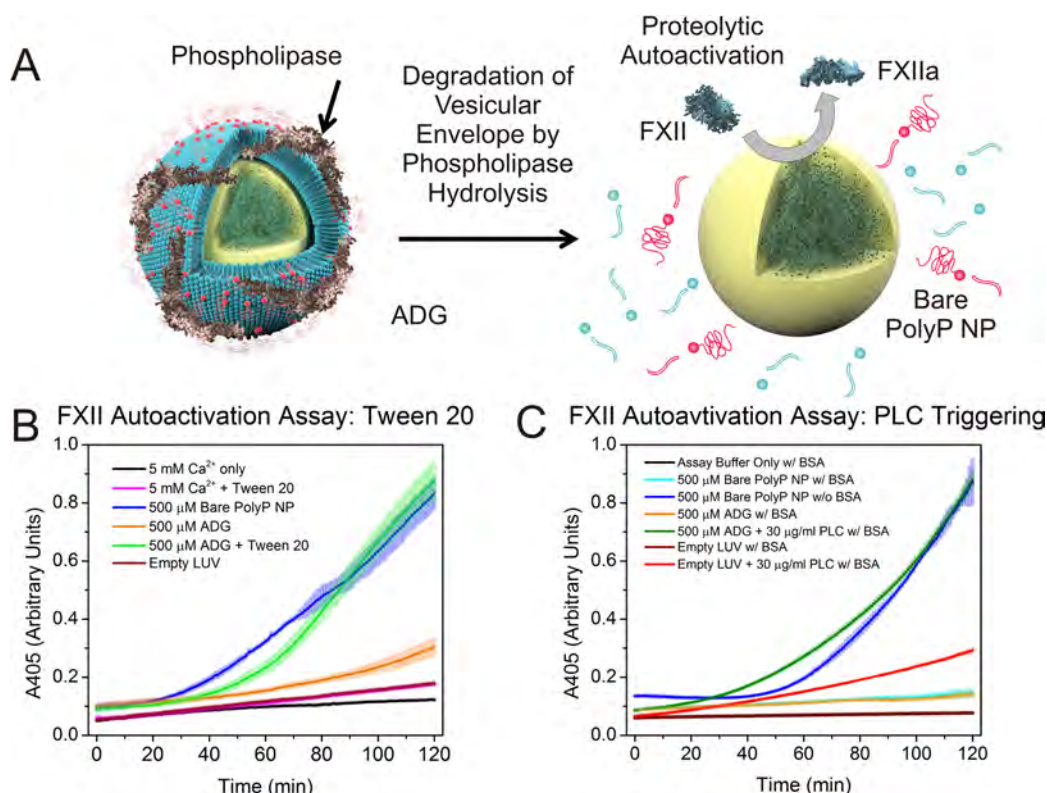 A
Phospholipase
Degradation of
Vesicular
Envelope by
Phospholipase
Hydrolysis
ADG
Proteolytic
Autoactivation
FXII
FXIIa
Bare
PolyP NP
B
FXII Autoactivation Assay: Tween 20
A405 (Arbitrary Units)
1.0
0.8
0.6
0.4
0.2
0.0
5 mM Ca²⁺ only
5 mM Ca²⁺ + Tween 20
500 μM Bare PolyP NP
500 μM ADG
500 μM ADG + Tween 20
Empty LUV
0 20 40 60 80 100 120
Time (min)
C
FXII Autoavtivation Assay: PLC Triggering
A405 (Arbitrary Units)
1.0
0.8
0.6
0.4
0.2
0.0
Assay Buffer Only w/ BSA
500 μM Bare PolyP NP w/ BSA
500 μM Bare PolyP NP w/o BSA
500 μM ADG w/ BSA
500 μM ADG + 30 μg/ml PLC w/ BSA
Empty LUV w/ BSA
Empty LUV + 30 μg/ml PLC w/ BSA
0 20 40 60 80 100 120
Time (min)